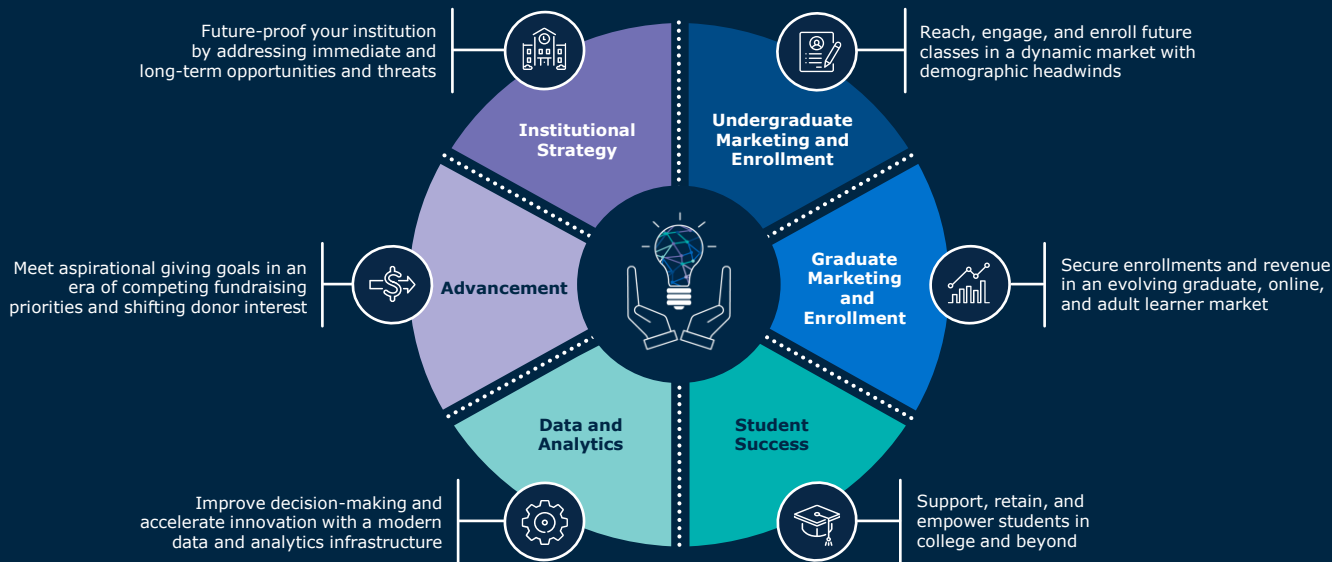 Future-proof your institution
by addressing immediate and
long-term opportunities and threats
Institutional
Strategy
Reach, engage, and enroll future
classes in a dynamic market with
demographic headwinds
Undergraduate
Marketing and
Enrollment
Meet aspirational giving goals in an
era of competing fundraising
priorities and shifting donor interest
Advancement
Graduate
Marketing
and
Enrollment
Secure enrollments and revenue
in an evolving graduate, online,
and adult learner market
Data and
Analytics
Improve decision-making and
accelerate innovation with a modern
data and analytics infrastructure
Student
Success
Support, retain, and
empower students in
college and beyond